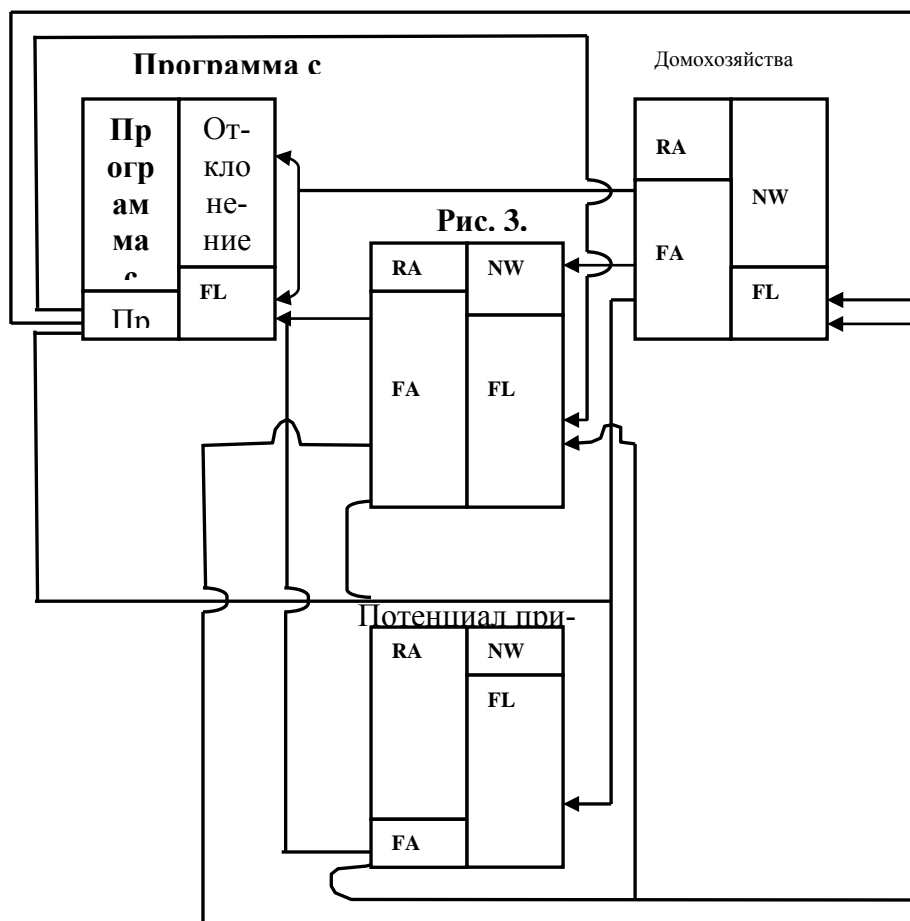 Программа с
Домохозяйства
Пр
огр
ам
ма
с
От-
кло
не-
ние
FL
Пр
Рис. 3.
RA
NW
FA
FL
RA
NW
FA
FL
Потенциал при-
RA
NW
FL
FA